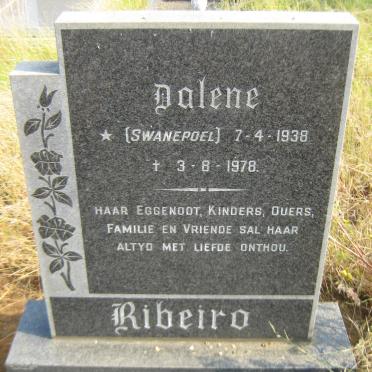 Dalene
★ (SWANEPOEL) 7-4-1938
† 3-8-1978.
HAAR EGGENOOT, KINDERS, OUERS,
FAMILIE EN VRIENDE SAL HAAR
ALTYD MET LIEFDE ONTHOU.
Ribeiro